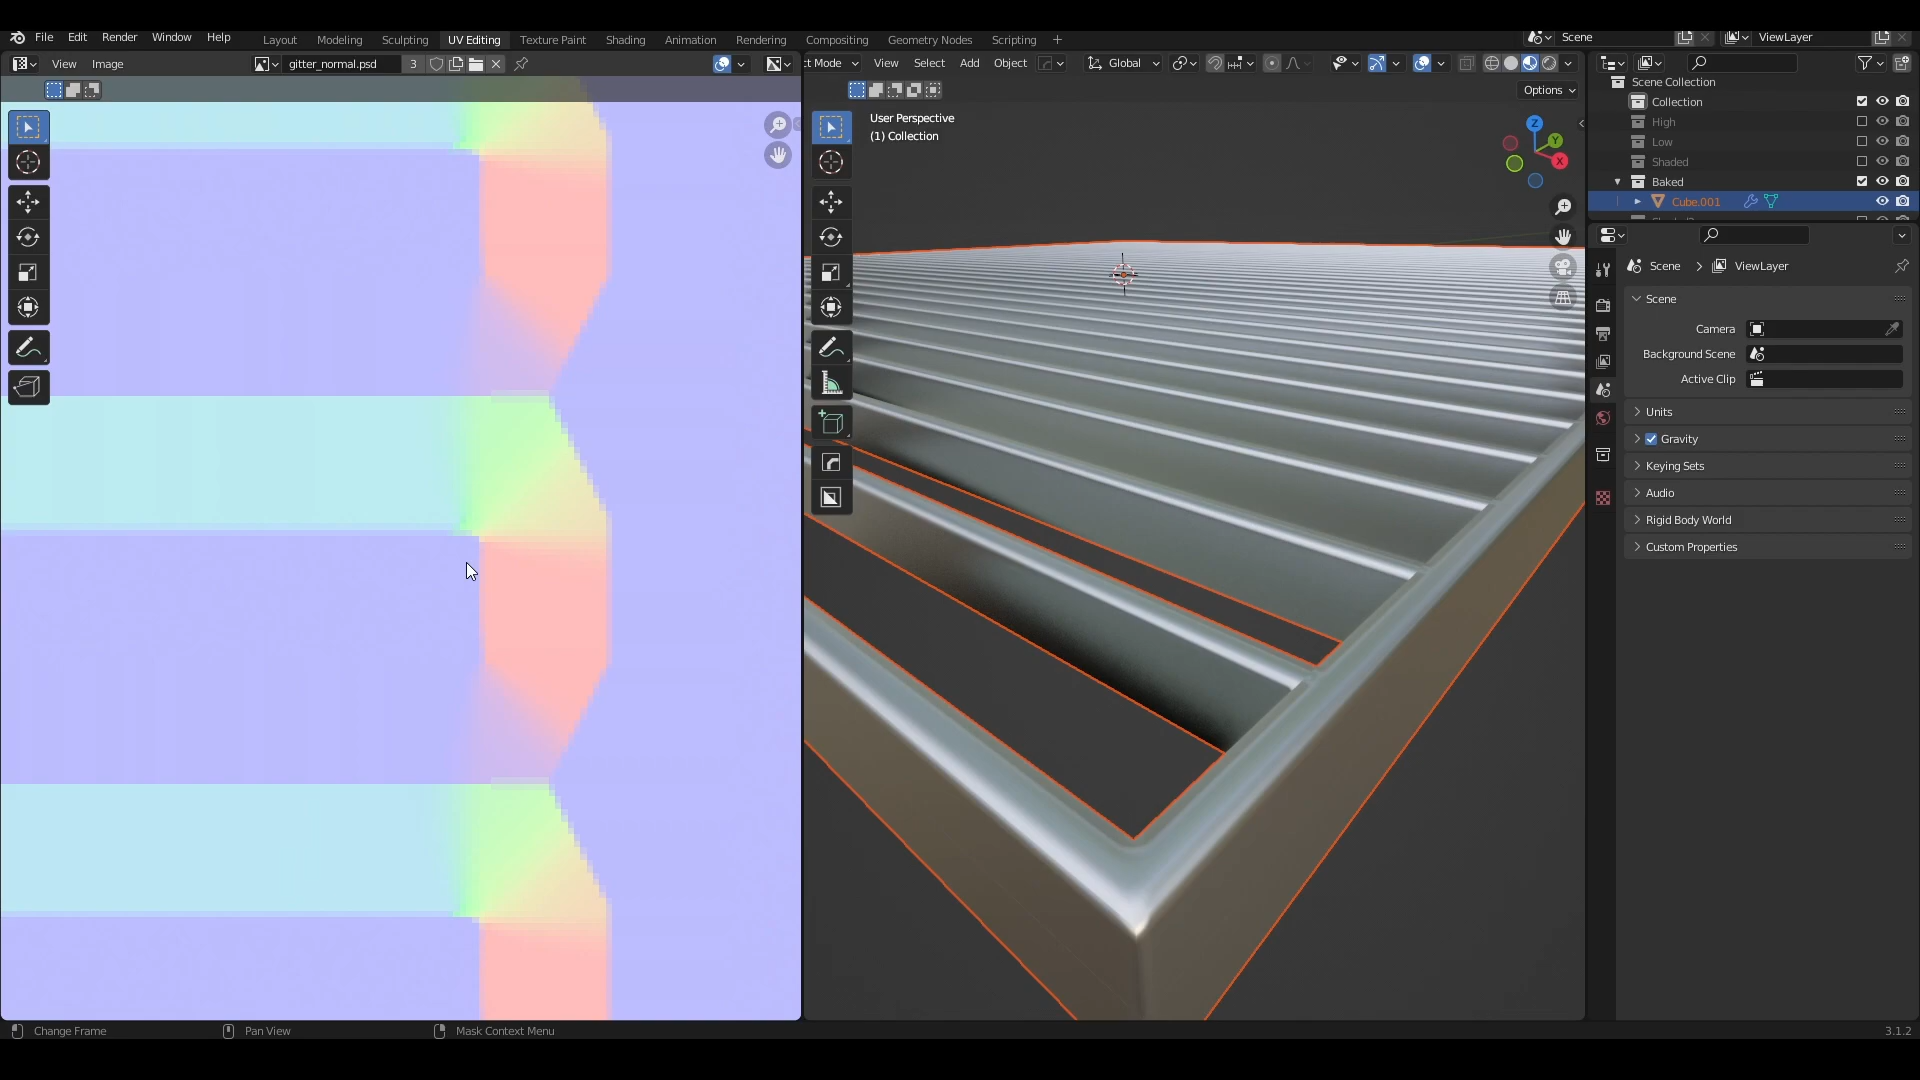 File Edit Render Window Help Layout Modeling Sculpting UV Editing Texture Paint Shading Animation Rendering Compositing Geometry Nodes Scripting + Scene ViewLayer
View Image gitter_normal.psd 3 ct Mode View Select Add Object Global
Options
User Perspective
(1) Collection
Z
Y
X
Scene Collection
Collection
High
Low
Shaded
Baked
Cube.001
Scene > ViewLayer
Scene
Camera
Background Scene
Active Clip
Units
Gravity
Keying Sets
Audio
Rigid Body World
Custom Properties
Change Frame Pan View Mask Context Menu 3.1.2